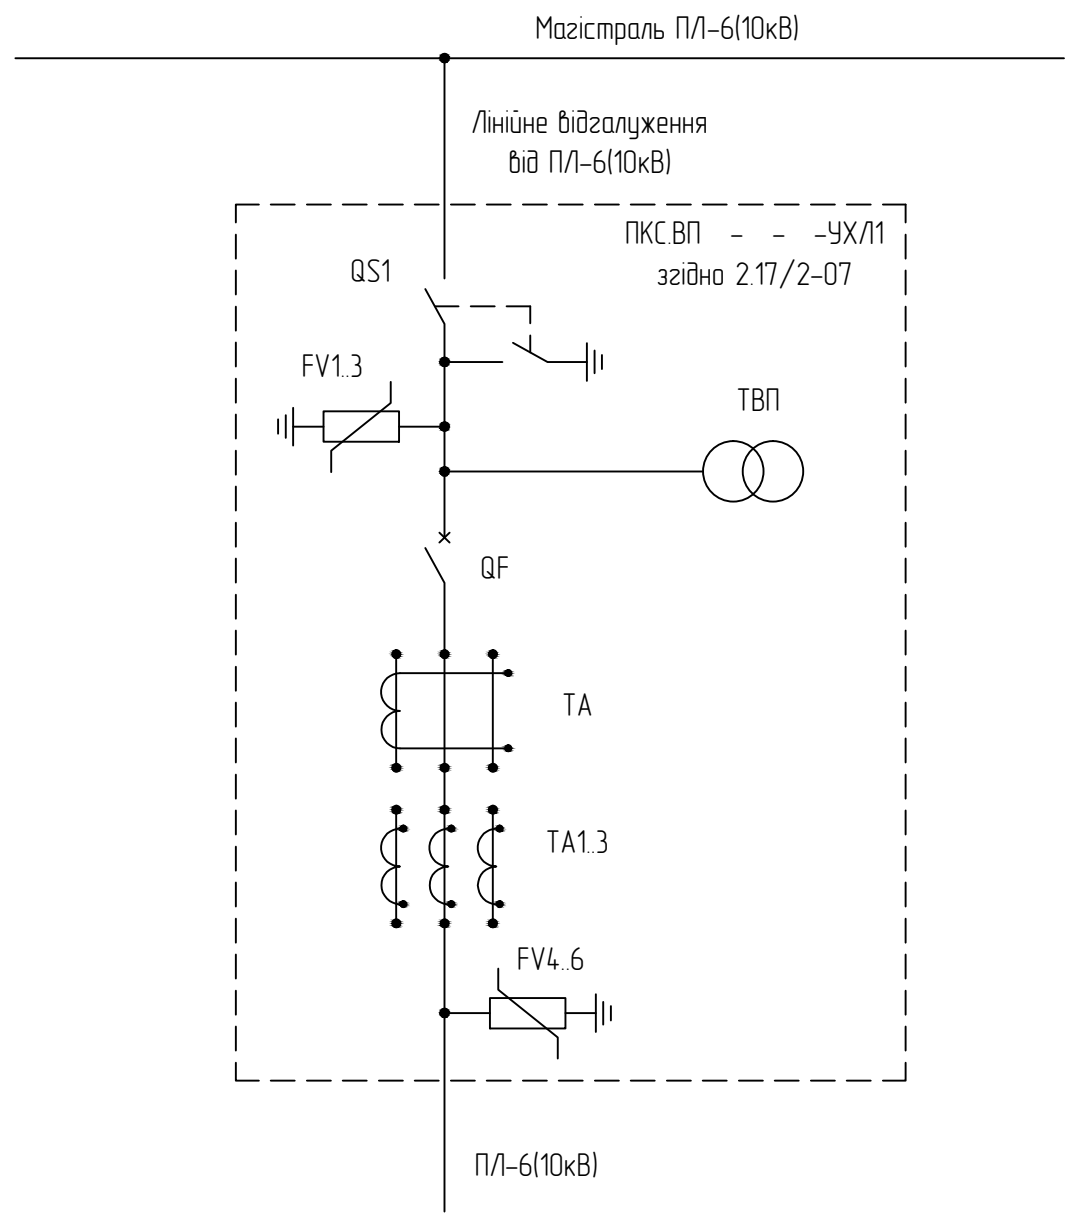 Магістраль ПЛ-6(10кВ)
Лінійне відгалуження
від ПЛ-6(10кВ)
ПКС.ВП - - -УХЛ1
згідно 2.17/2-07
QS1
FV1..3
ТВП
QF
TA
TA1..3
FV4..6
ПЛ-6(10кВ)